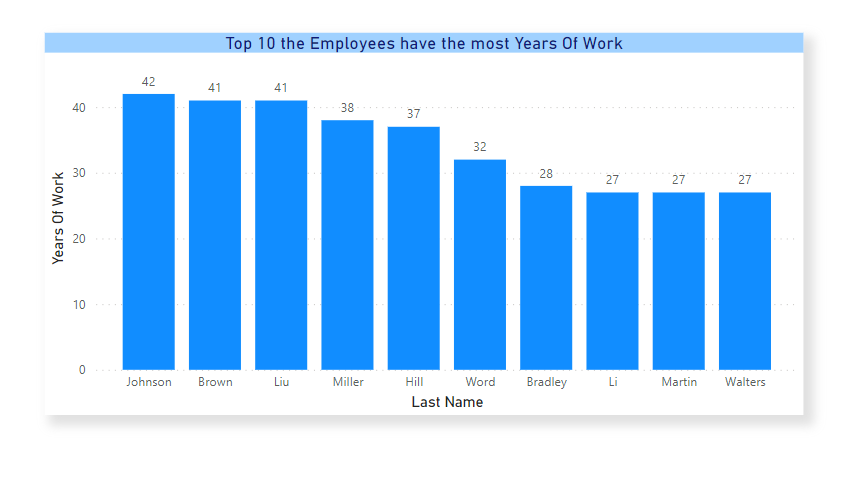 Top 10 the Employees have the most Years Of Work
42 41 41 38 37 32 28 27 27 27
40
30
20
10
0
Years Of Work
Johnson Brown Liu Miller Hill Word Bradley Li Martin Walters
Last Name